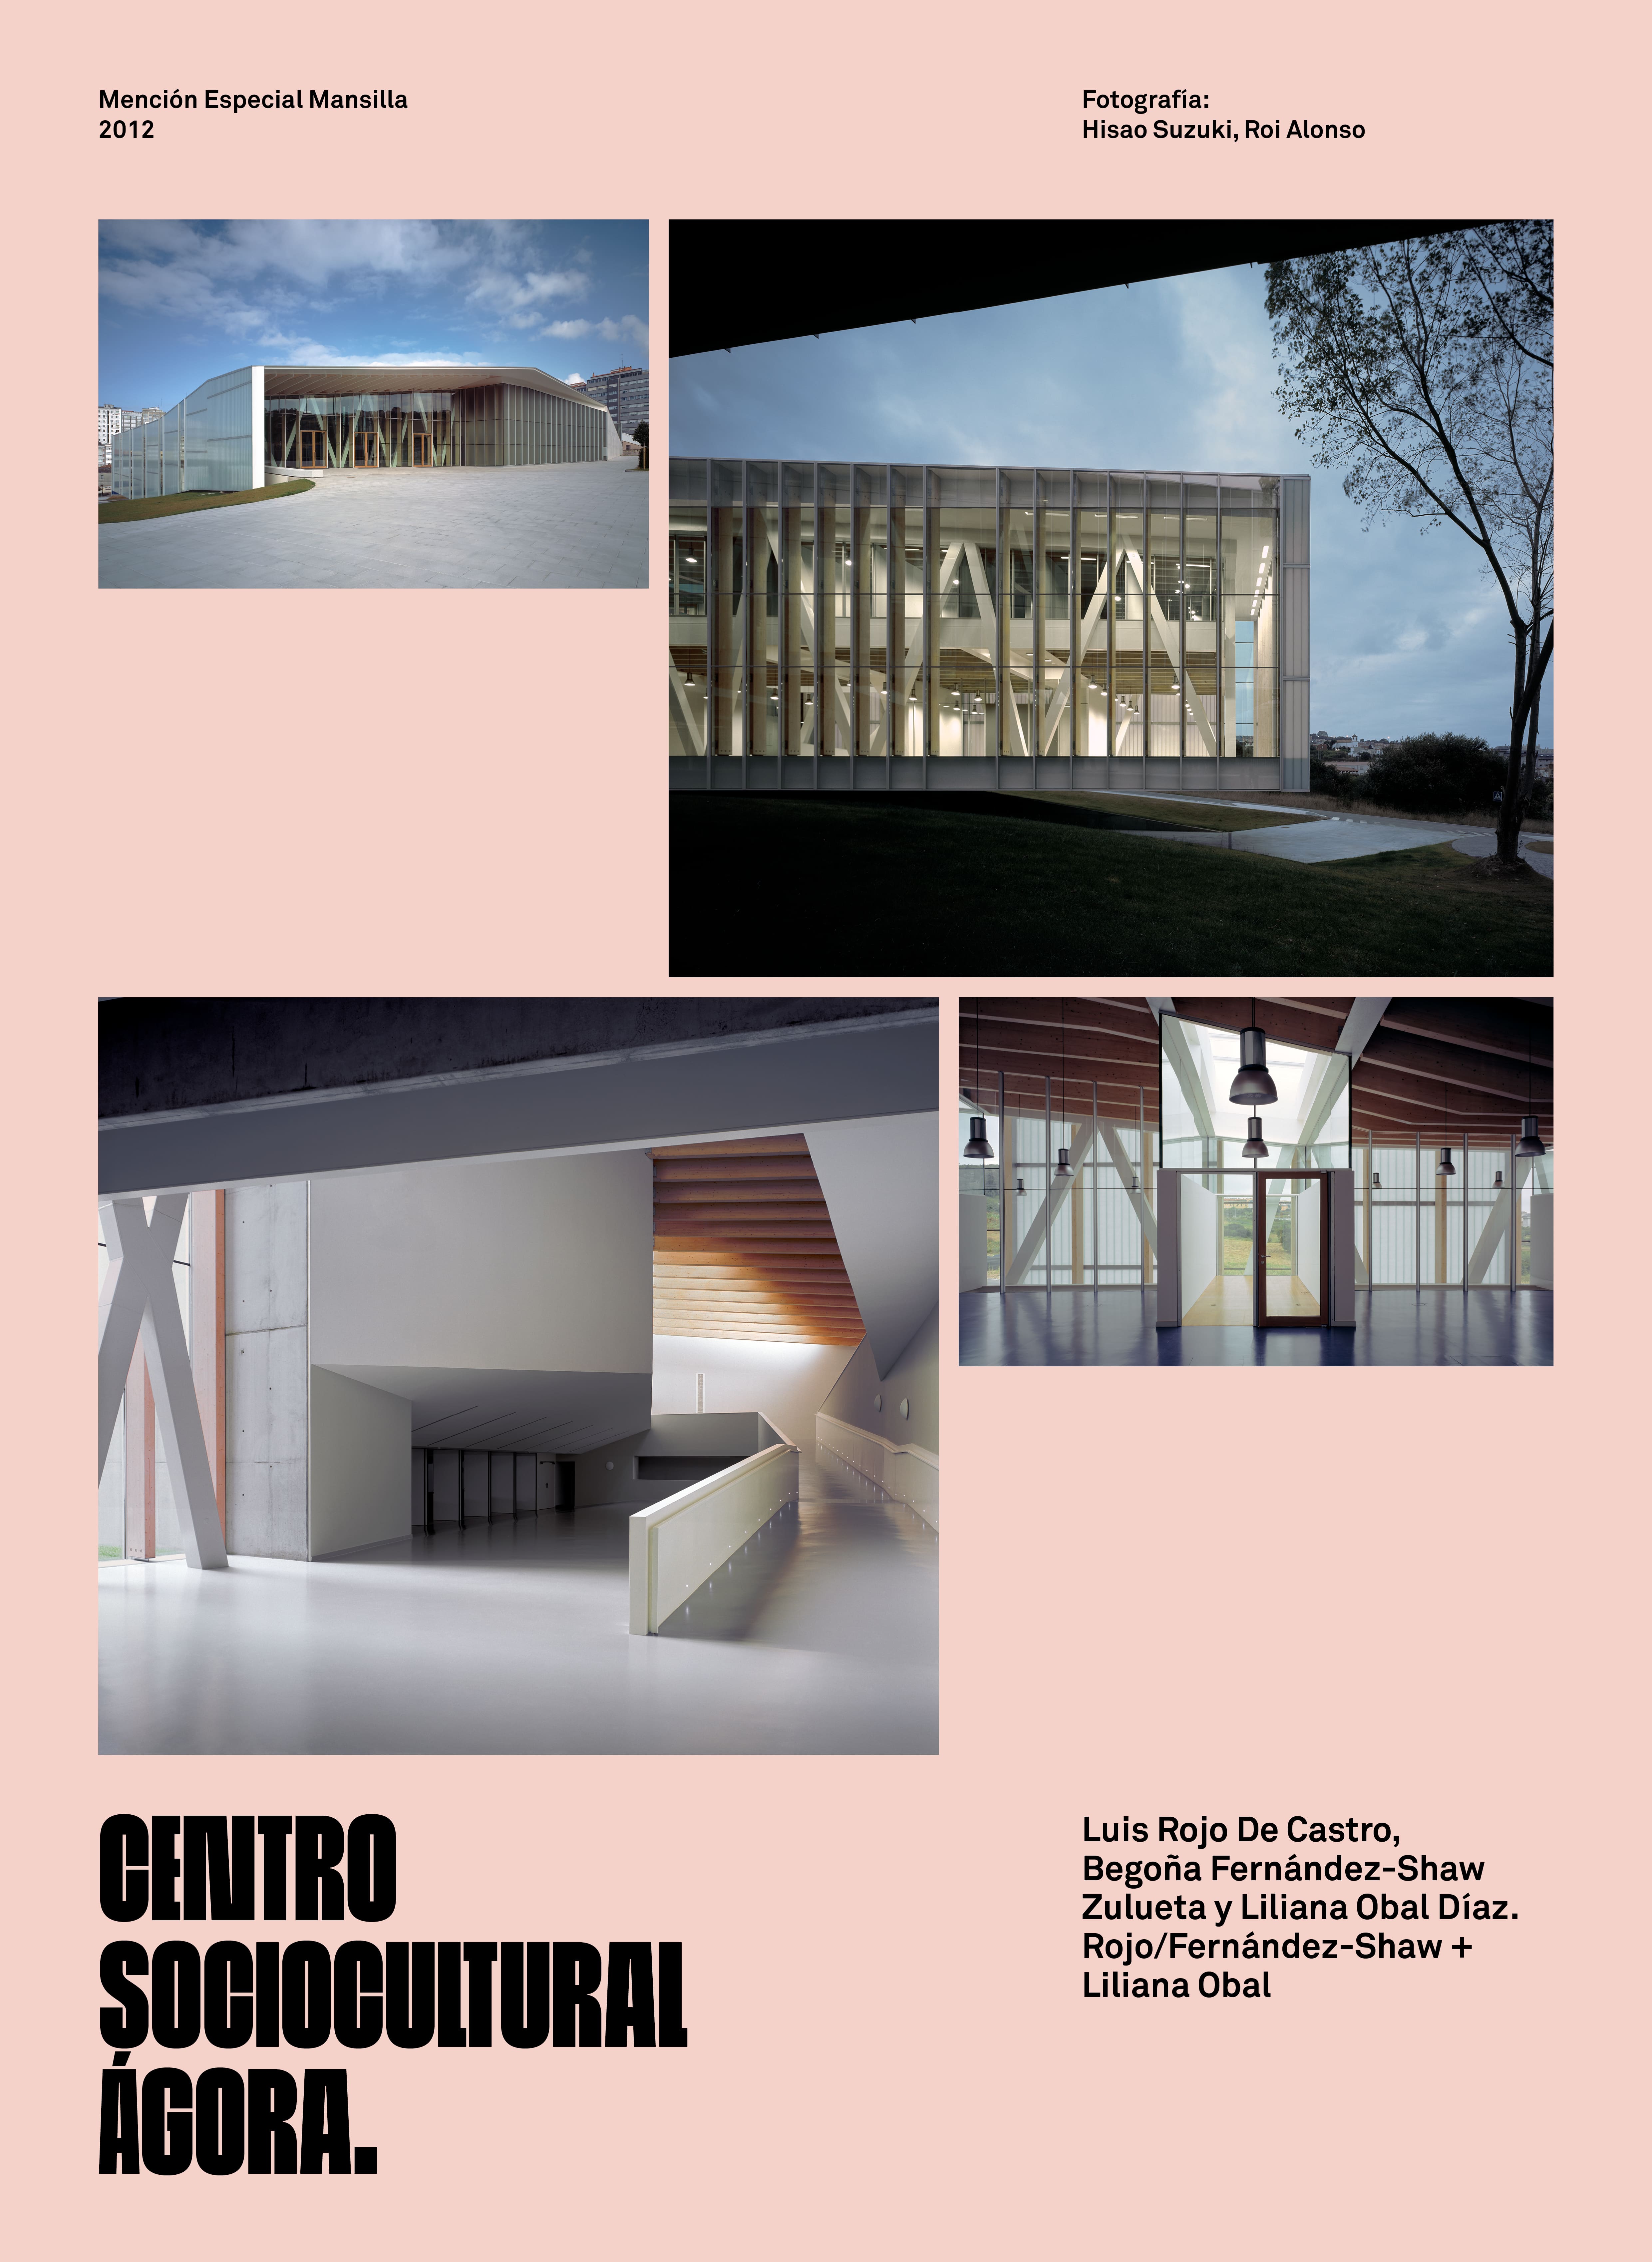 Mención Especial Mansilla
2012
Fotografía:
Hisao Suzuki, Roi Alonso
CENTRO
SOCIOCULTURAL
ÁGORA.
Luis Rojo De Castro,
Begoña Fernández-Shaw
Zulueta y Liliana Obal Díaz.
Rojo/Fernández-Shaw +
Liliana Obal